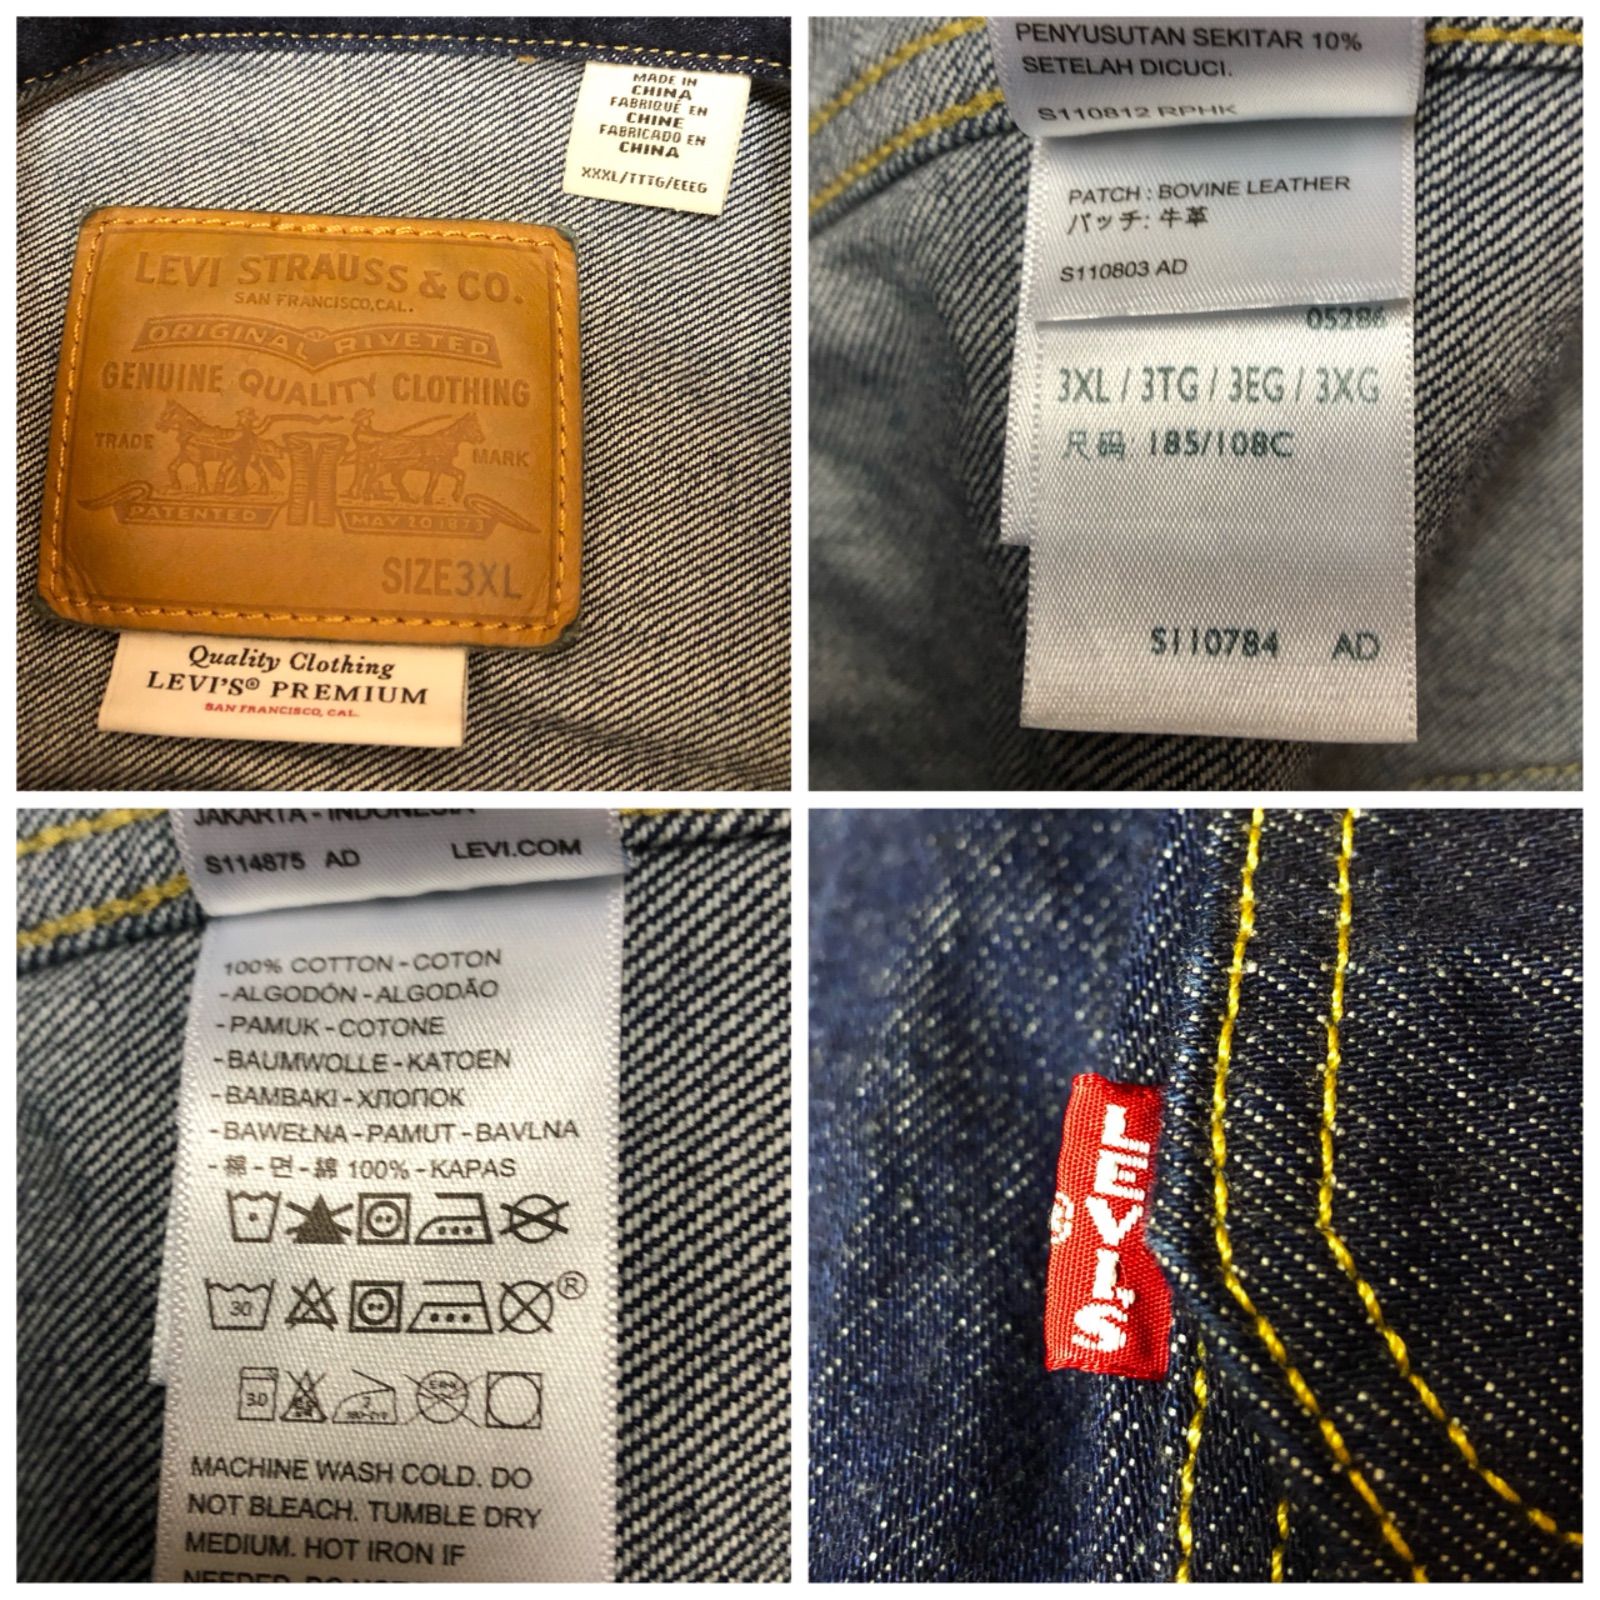 MADE IN
CHINA
FABRIQUÉ EN
CHINE
FABRICADO EN
CHINA
XXXL/TTTG/EEEG
LEVI STRAUSS & CO.
SAN FRANCISCO, CAL.
ORIGINAL RIVETED
GENUINE QUALITY CLOTHING
TRADE MARK
PATENTED MAY 20 1873
SIZE 3XL
Quality Clothing
LEVI'S® PREMIUM
SAN FRANCISCO, CAL.
PENYUSUTAN SEKITAR 10%
SETELAH DICUCI.
S110812 RPHK
PATCH : BOVINE LEATHER
パッチ: 牛革
S110803 AD
05286
3XL / 3TG / 3EG / 3XG
尺码 185/108C
S110784 AD
JAKARTA - INDONESIA
S114875 AD LEVI.COM
100% COTTON - COTON
- ALGODÓN - ALGODÃO
- PAMUK - COTONE
- BAUMWOLLE - KATOEN
- BAMBAKI - ХЛОПОК
- BAWEŁNA - PAMUT - BAVLNA
- 棉 - 면 - 綿 100% - KAPAS
30
®
MACHINE WASH COLD. DO
NOT BLEACH. TUMBLE DRY
MEDIUM. HOT IRON IF
LEVI'S
®